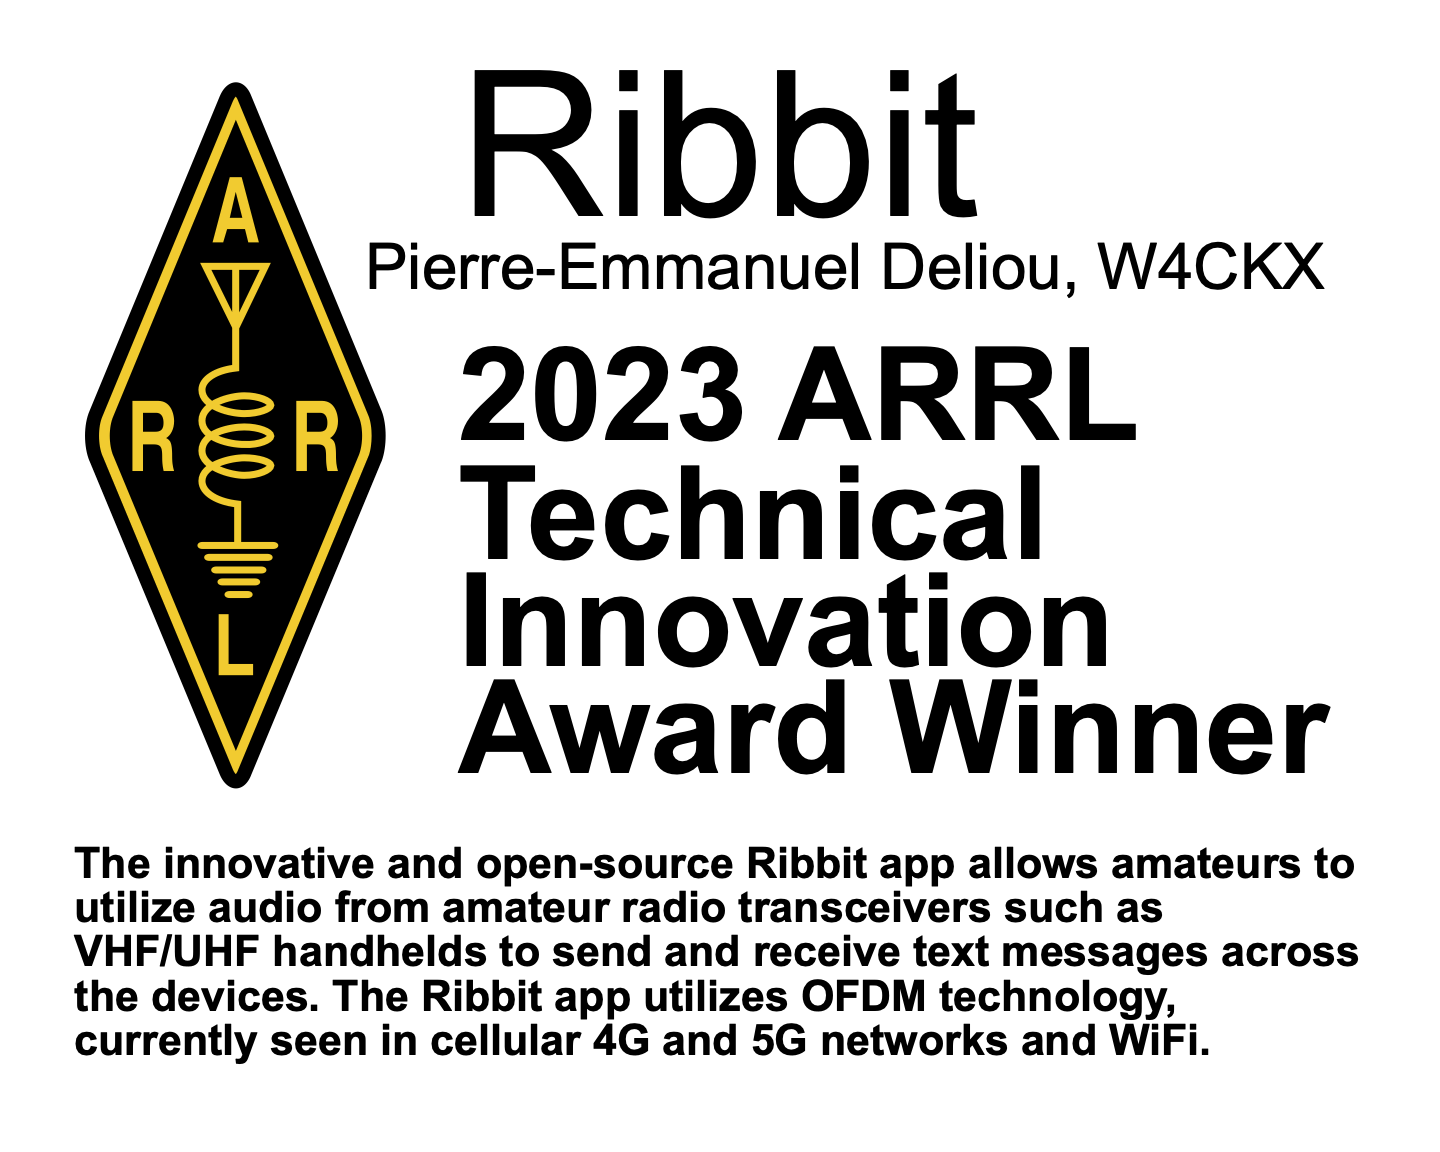 Ribbit
Pierre-Emmanuel Deliou, W4CKX
A
R R
L
2023 ARRL
Technical
Innovation
Award Winner
The innovative and open-source Ribbit app allows amateurs to
utilize audio from amateur radio transceivers such as
VHF/UHF handhelds to send and receive text messages across
the devices. The Ribbit app utilizes OFDM technology,
currently seen in cellular 4G and 5G networks and WiFi.